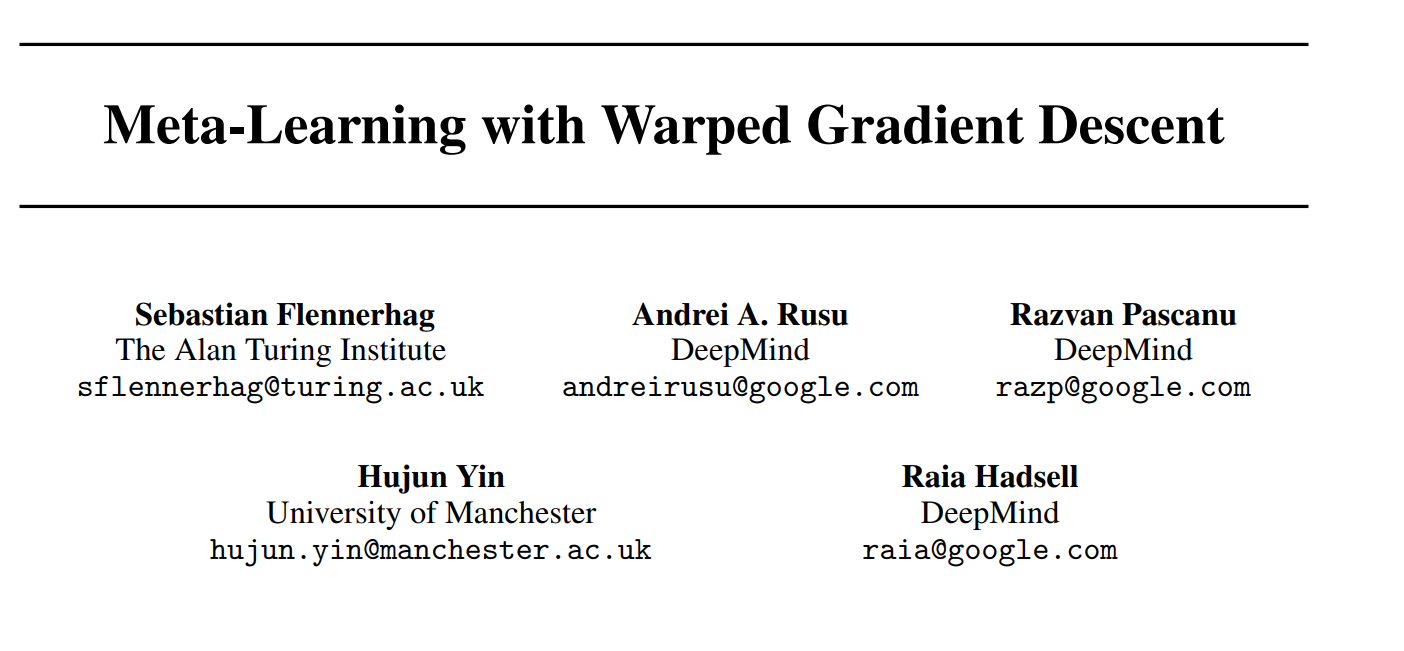 Meta-Learning with Warped Gradient Descent
Sebastian Flennerhag
The Alan Turing Institute
sflennerhag@turing.ac.uk
Andrei A. Rusu
DeepMind
andreirusu@google.com
Razvan Pascanu
DeepMind
razp@google.com
Hujun Yin
University of Manchester
hujun.yin@manchester.ac.uk
Raia Hadsell
DeepMind
raia@google.com